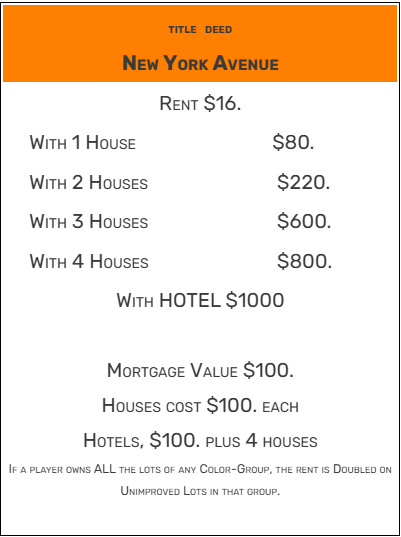 TITLE DEED
New York Avenue
Rent $16.
With 1 House $80.
With 2 Houses $220.
With 3 Houses $600.
With 4 Houses $800.
With HOTEL $1000
Mortgage Value $100.
Houses cost $100. each
Hotels, $100. plus 4 houses
If a player owns ALL the lots of any Color-Group, the rent is Doubled on
Unimproved Lots in that group.